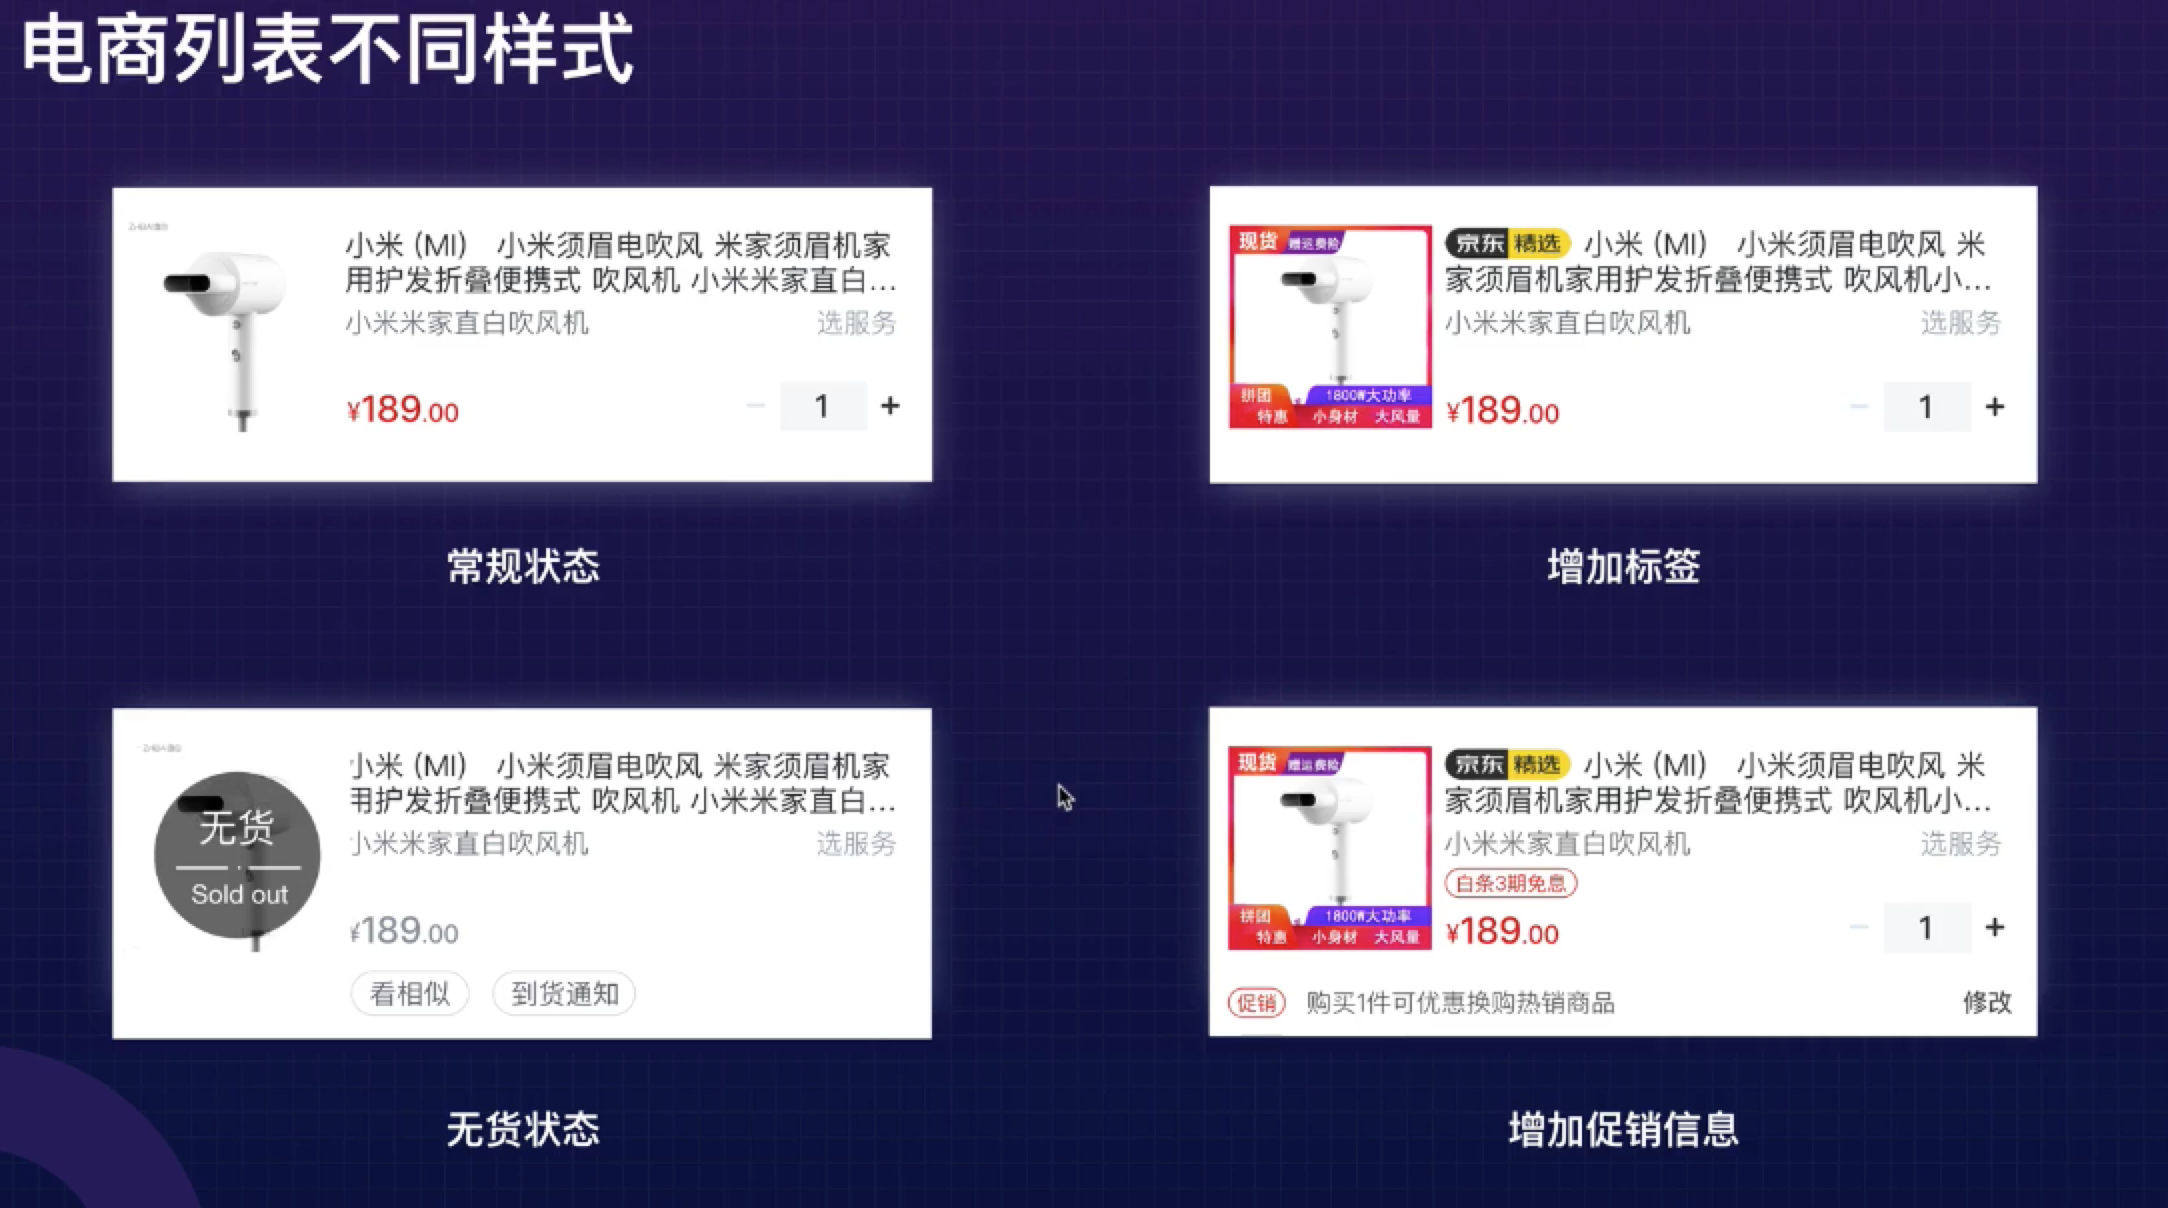 电商列表不同样式
小米 (MI)   小米须眉电吹风 米家须眉机家
用护发折叠便携式 吹风机 小米米家直白...
小米米家直白吹风机
选服务
¥189.00
− 1 +
常规状态
现货 赠运费险
拼团 1800W大功率
特惠 小身材 大风量
京东精选 小米 (MI)   小米须眉电吹风 米
家须眉机家用护发折叠便携式 吹风机小...
小米米家直白吹风机
选服务
¥189.00
− 1 +
增加标签
无货
Sold out
小米 (MI)   小米须眉电吹风 米家须眉机家
用护发折叠便携式 吹风机 小米米家直白...
小米米家直白吹风机
选服务
¥189.00
看相似
到货通知
无货状态
现货 赠运费险
拼团 1800W大功率
特惠 小身材 大风量
京东精选 小米 (MI)   小米须眉电吹风 米
家须眉机家用护发折叠便携式 吹风机小...
小米米家直白吹风机
选服务
白条3期免息
¥189.00
− 1 +
促销 购买1件可优惠换购热销商品
修改
增加促销信息